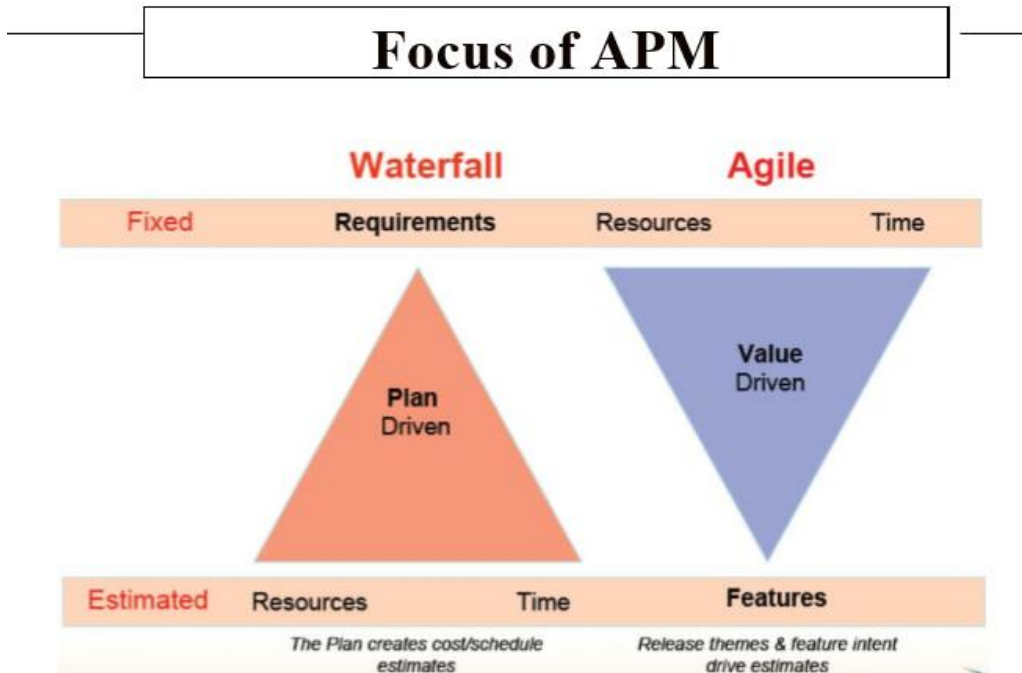 Focus of APM
Waterfall Agile
Fixed Requirements Resources Time
Plan
Driven
Value
Driven
Estimated Resources Time Features
The Plan creates cost/schedule
estimates
Release themes & feature intent
drive estimates